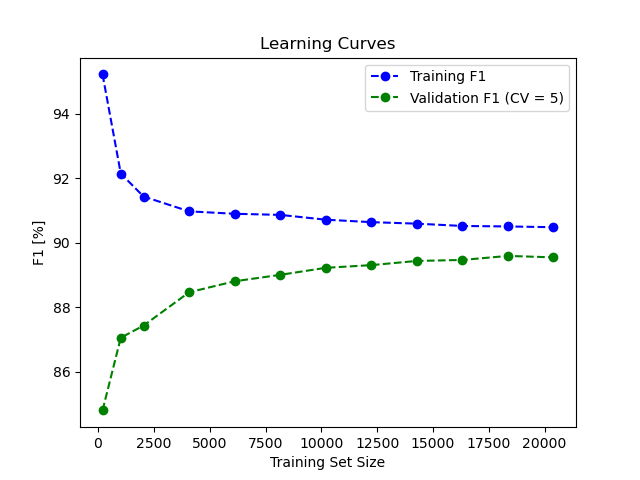 Learning Curves
Training F1
Validation F1 (CV = 5)
94
92
90
88
86
F1 [%]
0 2500 5000 7500 10000 12500 15000 17500 20000
Training Set Size